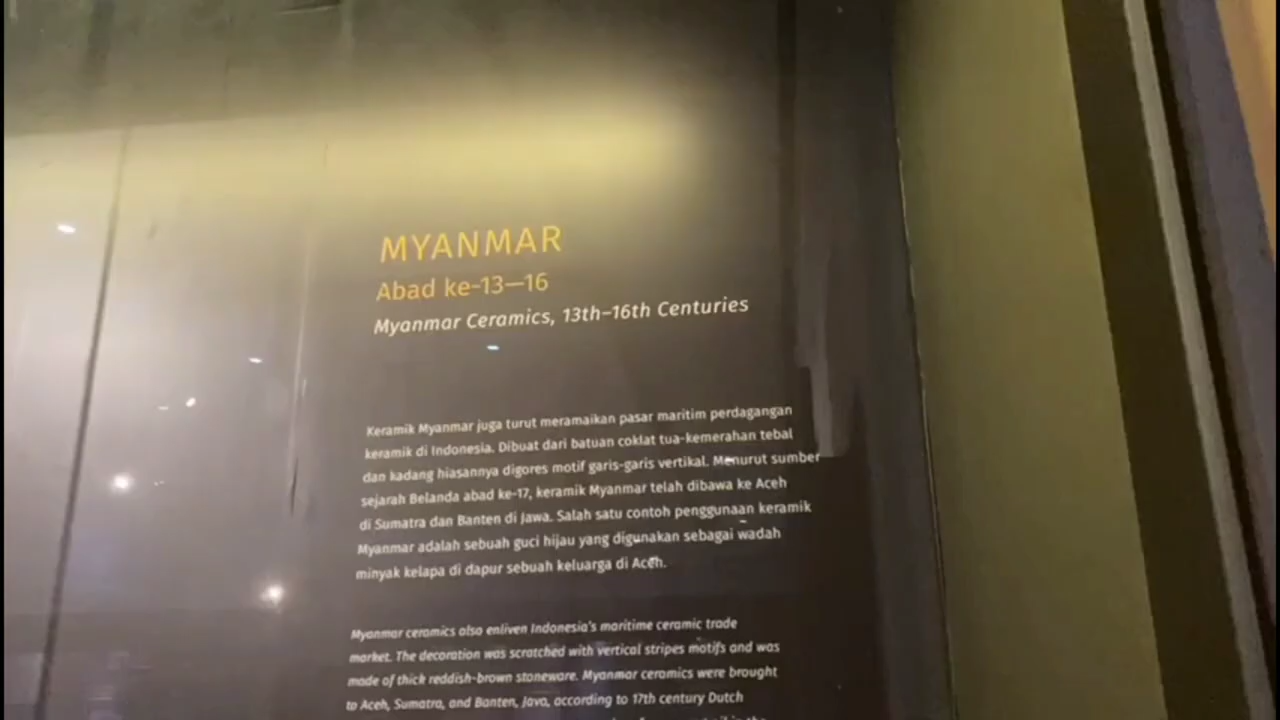 MYANMAR
Abad ke-13—16
Myanmar Ceramics, 13th–16th Centuries
Keramik Myanmar juga turut meramaikan pasar maritim perdagangan
keramik di Indonesia. Dibuat dari batuan coklat tua-kemerahan tebal
dan kadang hiasannya digores motif garis-garis vertikal. Menurut sumber
sejarah Belanda abad ke-17, keramik Myanmar telah dibawa ke Aceh
di Sumatra dan Banten di Jawa. Salah satu contoh penggunaan keramik
Myanmar adalah sebuah guci hijau yang digunakan sebagai wadah
minyak kelapa di dapur sebuah keluarga di Aceh.
Myanmar ceramics also enliven Indonesia's maritime ceramic trade
market. The decoration was scratched with vertical stripes motifs and was
made of thick reddish-brown stoneware. Myanmar ceramics were brought
to Aceh, Sumatra, and Banten, Java, according to 17th century Dutch